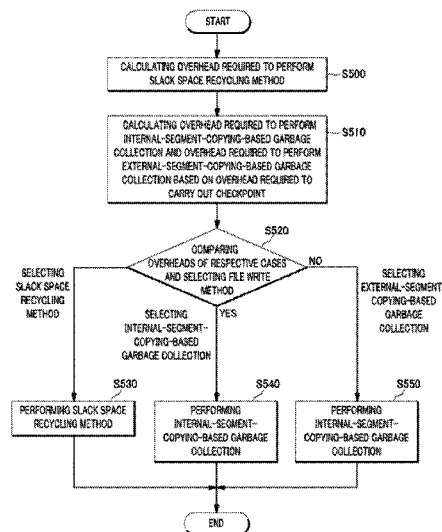 START
CALCULATING OVERHEAD REQUIRED TO PERFORM
SLACK SPACE RECYCLING METHOD
S500
CALCULATING OVERHEAD REQUIRED TO PERFORM
INTERNAL-SEGMENT-COPYING-BASED GARBAGE
COLLECTION AND OVERHEAD REQUIRED TO PERFORM
EXTERNAL-SEGMENT-COPYING-BASED GARBAGE
COLLECTION BASED ON OVERHEAD REQUIRED TO
CARRY OUT CHECKPOINT
S510
S520
COMPARING
OVERHEADS OF RESPECTIVE CASES
AND SELECTING FILE WRITE
METHOD
SELECTING
SLACK SPACE
RECYCLING
METHOD
NO
SELECTING
EXTERNAL-SEGMENT
COPYING-BASED
GARBAGE
COLLECTION
YES
SELECTING
INTERNAL-SEGMENT-
COPYING-BASED
GARBAGE COLLECTION
S530
PERFORMING SLACK SPACE
RECYCLING METHOD
S540
PERFORMING
INTERNAL-SEGMENT-
COPYING-BASED GARBAGE
COLLECTION
S550
PERFORMING
INTERNAL-SEGMENT-
COPYING-BASED GARBAGE
COLLECTION
END